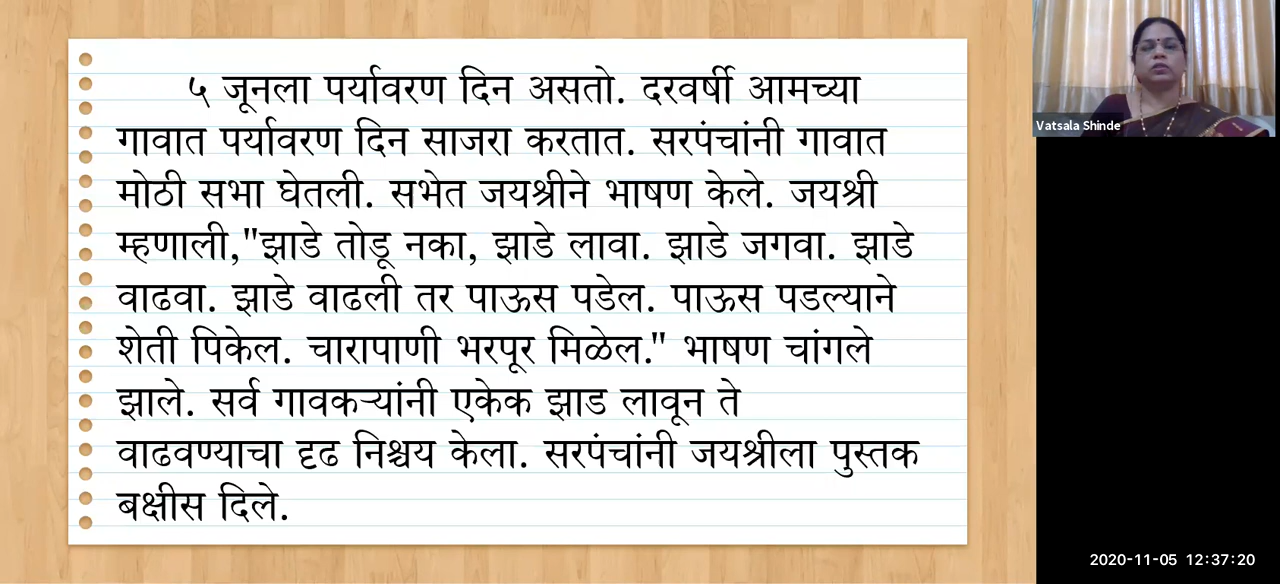 ५ जूनला पर्यावरण दिन असतो. दरवर्षी आमच्या
गावात पर्यावरण दिन साजरा करतात. सरपंचांनी गावात
मोठी सभा घेतली. सभेत जयश्रीने भाषण केले. जयश्री
म्हणाली,"झाडे तोडू नका, झाडे लावा. झाडे जगवा. झाडे
वाढवा. झाडे वाढली तर पाऊस पडेल. पाऊस पडल्याने
शेती पिकेल. चारापाणी भरपूर मिळेल." भाषण चांगले
झाले. सर्व गावकऱ्यांनी एकेक झाड लावून ते
वाढवण्याचा दृढ निश्चय केला. सरपंचांनी जयश्रीला पुस्तक
बक्षीस दिले.
Vatsala Shinde
2020-11-05 12:37:20